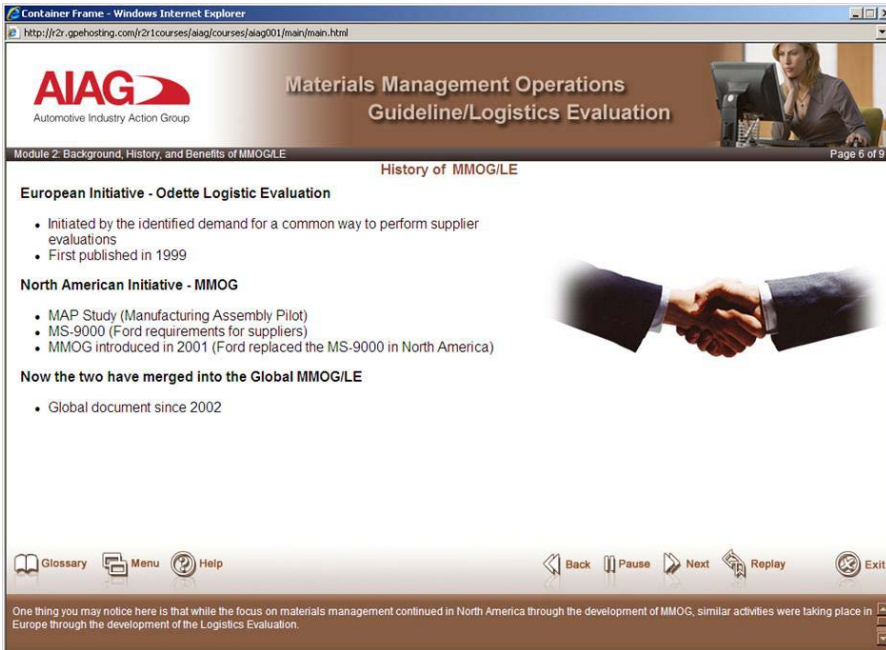 Container Frame - Windows Internet Explorer
http://r2r.gpehosting.com/r2r1courses/aiag/courses/aiag001/main/main.html
AIAG
Automotive Industry Action Group
Materials Management Operations
Guideline/Logistics Evaluation
Module 2: Background, History, and Benefits of MMOG/LE
Page 6 of 9
History of MMOG/LE
European Initiative - Odette Logistic Evaluation
• Initiated by the identified demand for a common way to perform supplier
evaluations
• First published in 1999
North American Initiative - MMOG
• MAP Study (Manufacturing Assembly Pilot)
• MS-9000 (Ford requirements for suppliers)
• MMOG introduced in 2001 (Ford replaced the MS-9000 in North America)
Now the two have merged into the Global MMOG/LE
• Global document since 2002
Glossary
Menu
Help
Back
Pause
Next
Replay
Exit
One thing you may notice here is that while the focus on materials management continued in North America through the development of MMOG, similar activities were taking place in
Europe through the development of the Logistics Evaluation.